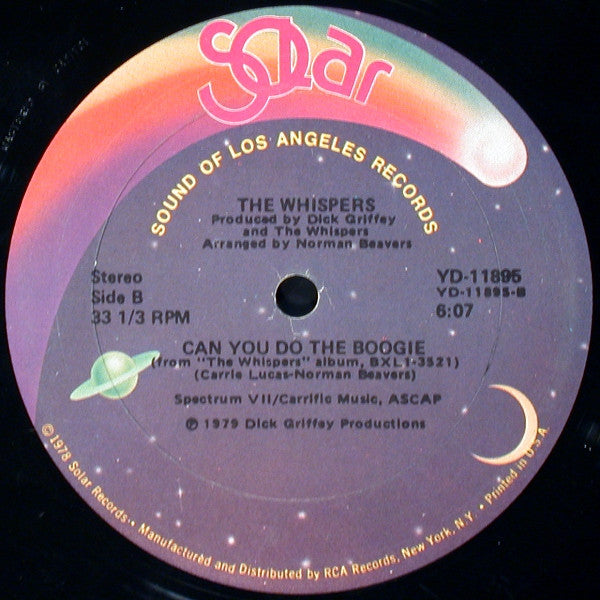 Solar
SOUND OF LOS ANGELES RECORDS
THE WHISPERS
Produced by Dick Griffey
and The Whispers
Arranged by Norman Beavers
Stereo
Side B
33 1/3 RPM
YD-11895
YD-11895-B
6:07
CAN YOU DO THE BOOGIE
(from "The Whispers" album, BXL1-3521)
(Carrie Lucas-Norman Beavers)
Spectrum VII/Carrific Music, ASCAP
℗ 1979 Dick Griffey Productions
©1978 Solar Records • Manufactured and Distributed by RCA Records, New York, N.Y. • Printed in U.S.A.